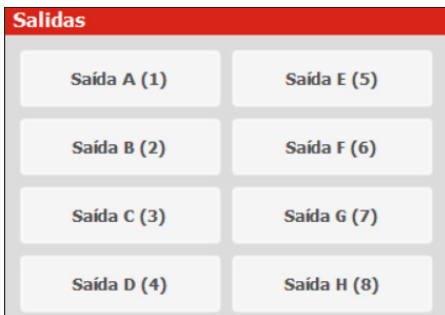 Salidas
Saída A (1)
Saída E (5)
Saída B (2)
Saída F (6)
Saída C (3)
Saída G (7)
Saída D (4)
Saída H (8)